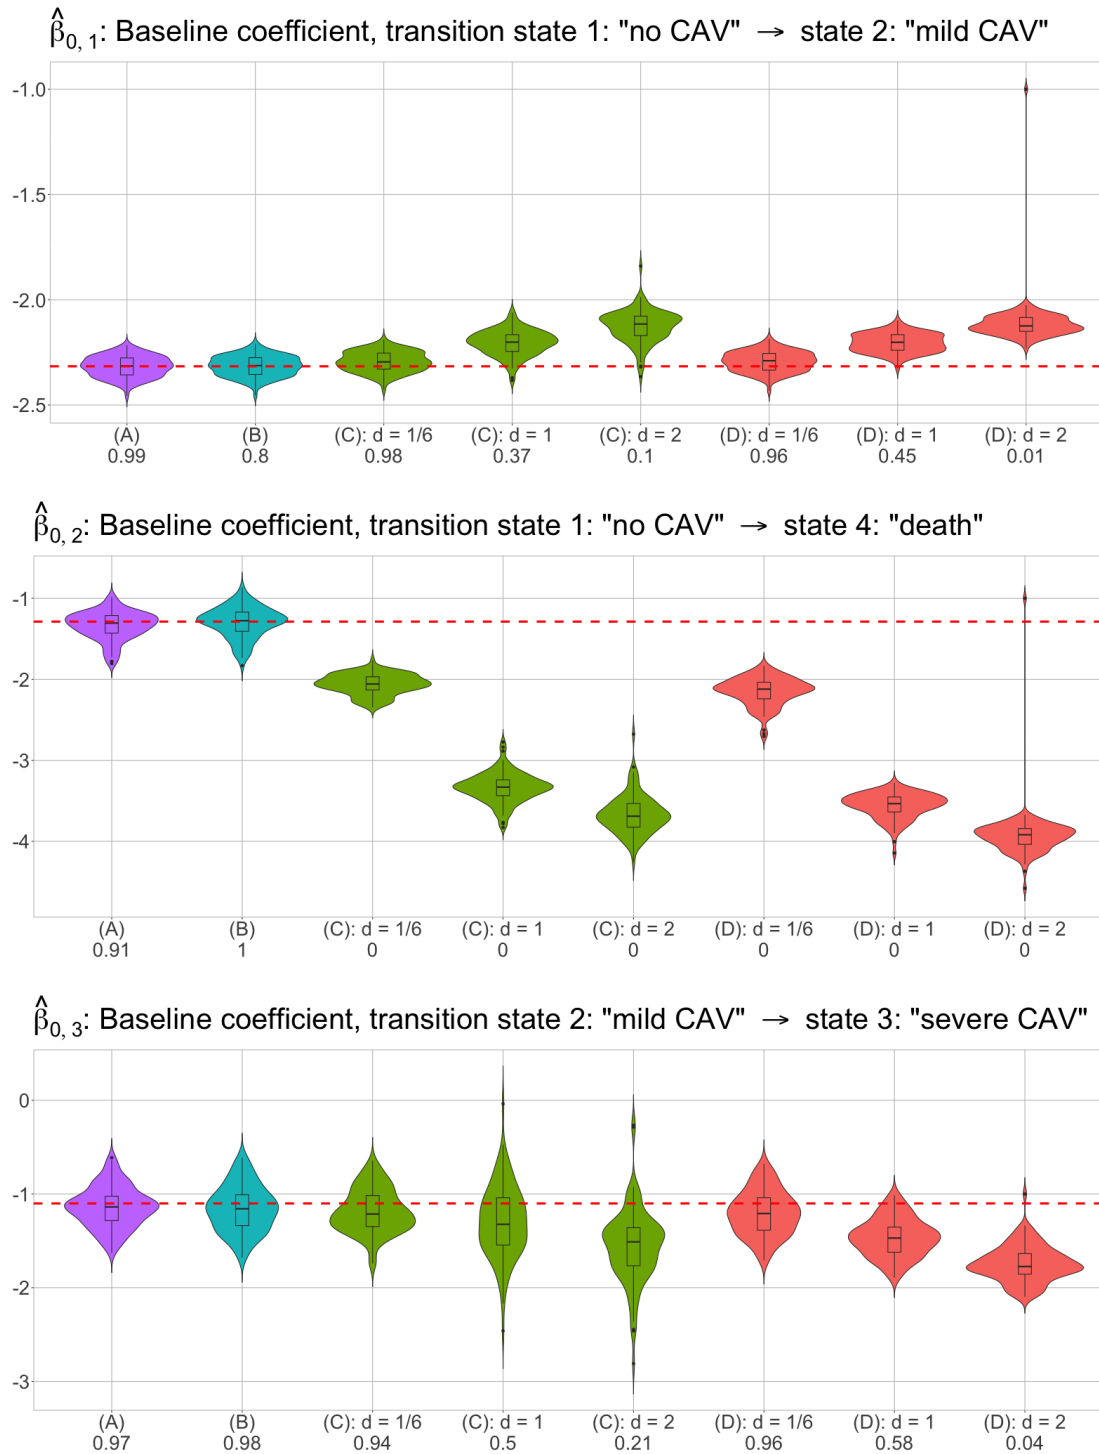 β̂0, 1: Baseline coefficient, transition state 1: "no CAV" → state 2: "mild CAV"
-1.0
-1.5
-2.0
-2.5
(A) (B) (C): d = 1/6 (C): d = 1 (C): d = 2 (D): d = 1/6 (D): d = 1 (D): d = 2
0.99 0.8 0.98 0.37 0.1 0.96 0.45 0.01
β̂0, 2: Baseline coefficient, transition state 1: "no CAV" → state 4: "death"
-1
-2
-3
-4
(A) (B) (C): d = 1/6 (C): d = 1 (C): d = 2 (D): d = 1/6 (D): d = 1 (D): d = 2
0.91 1 0 0 0 0 0 0
β̂0, 3: Baseline coefficient, transition state 2: "mild CAV" → state 3: "severe CAV"
0
-1
-2
-3
(A) (B) (C): d = 1/6 (C): d = 1 (C): d = 2 (D): d = 1/6 (D): d = 1 (D): d = 2
0.97 0.98 0.94 0.5 0.21 0.96 0.58 0.04